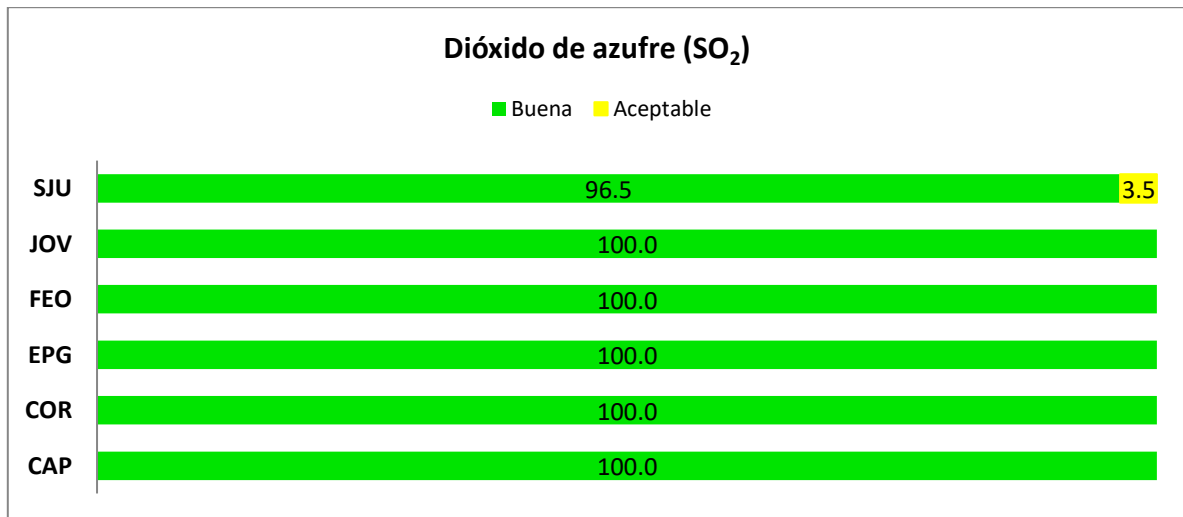 Dióxido de azufre (SO₂)
Buena Aceptable
SJU 96.5 3.5
JOV 100.0
FEO 100.0
EPG 100.0
COR 100.0
CAP 100.0